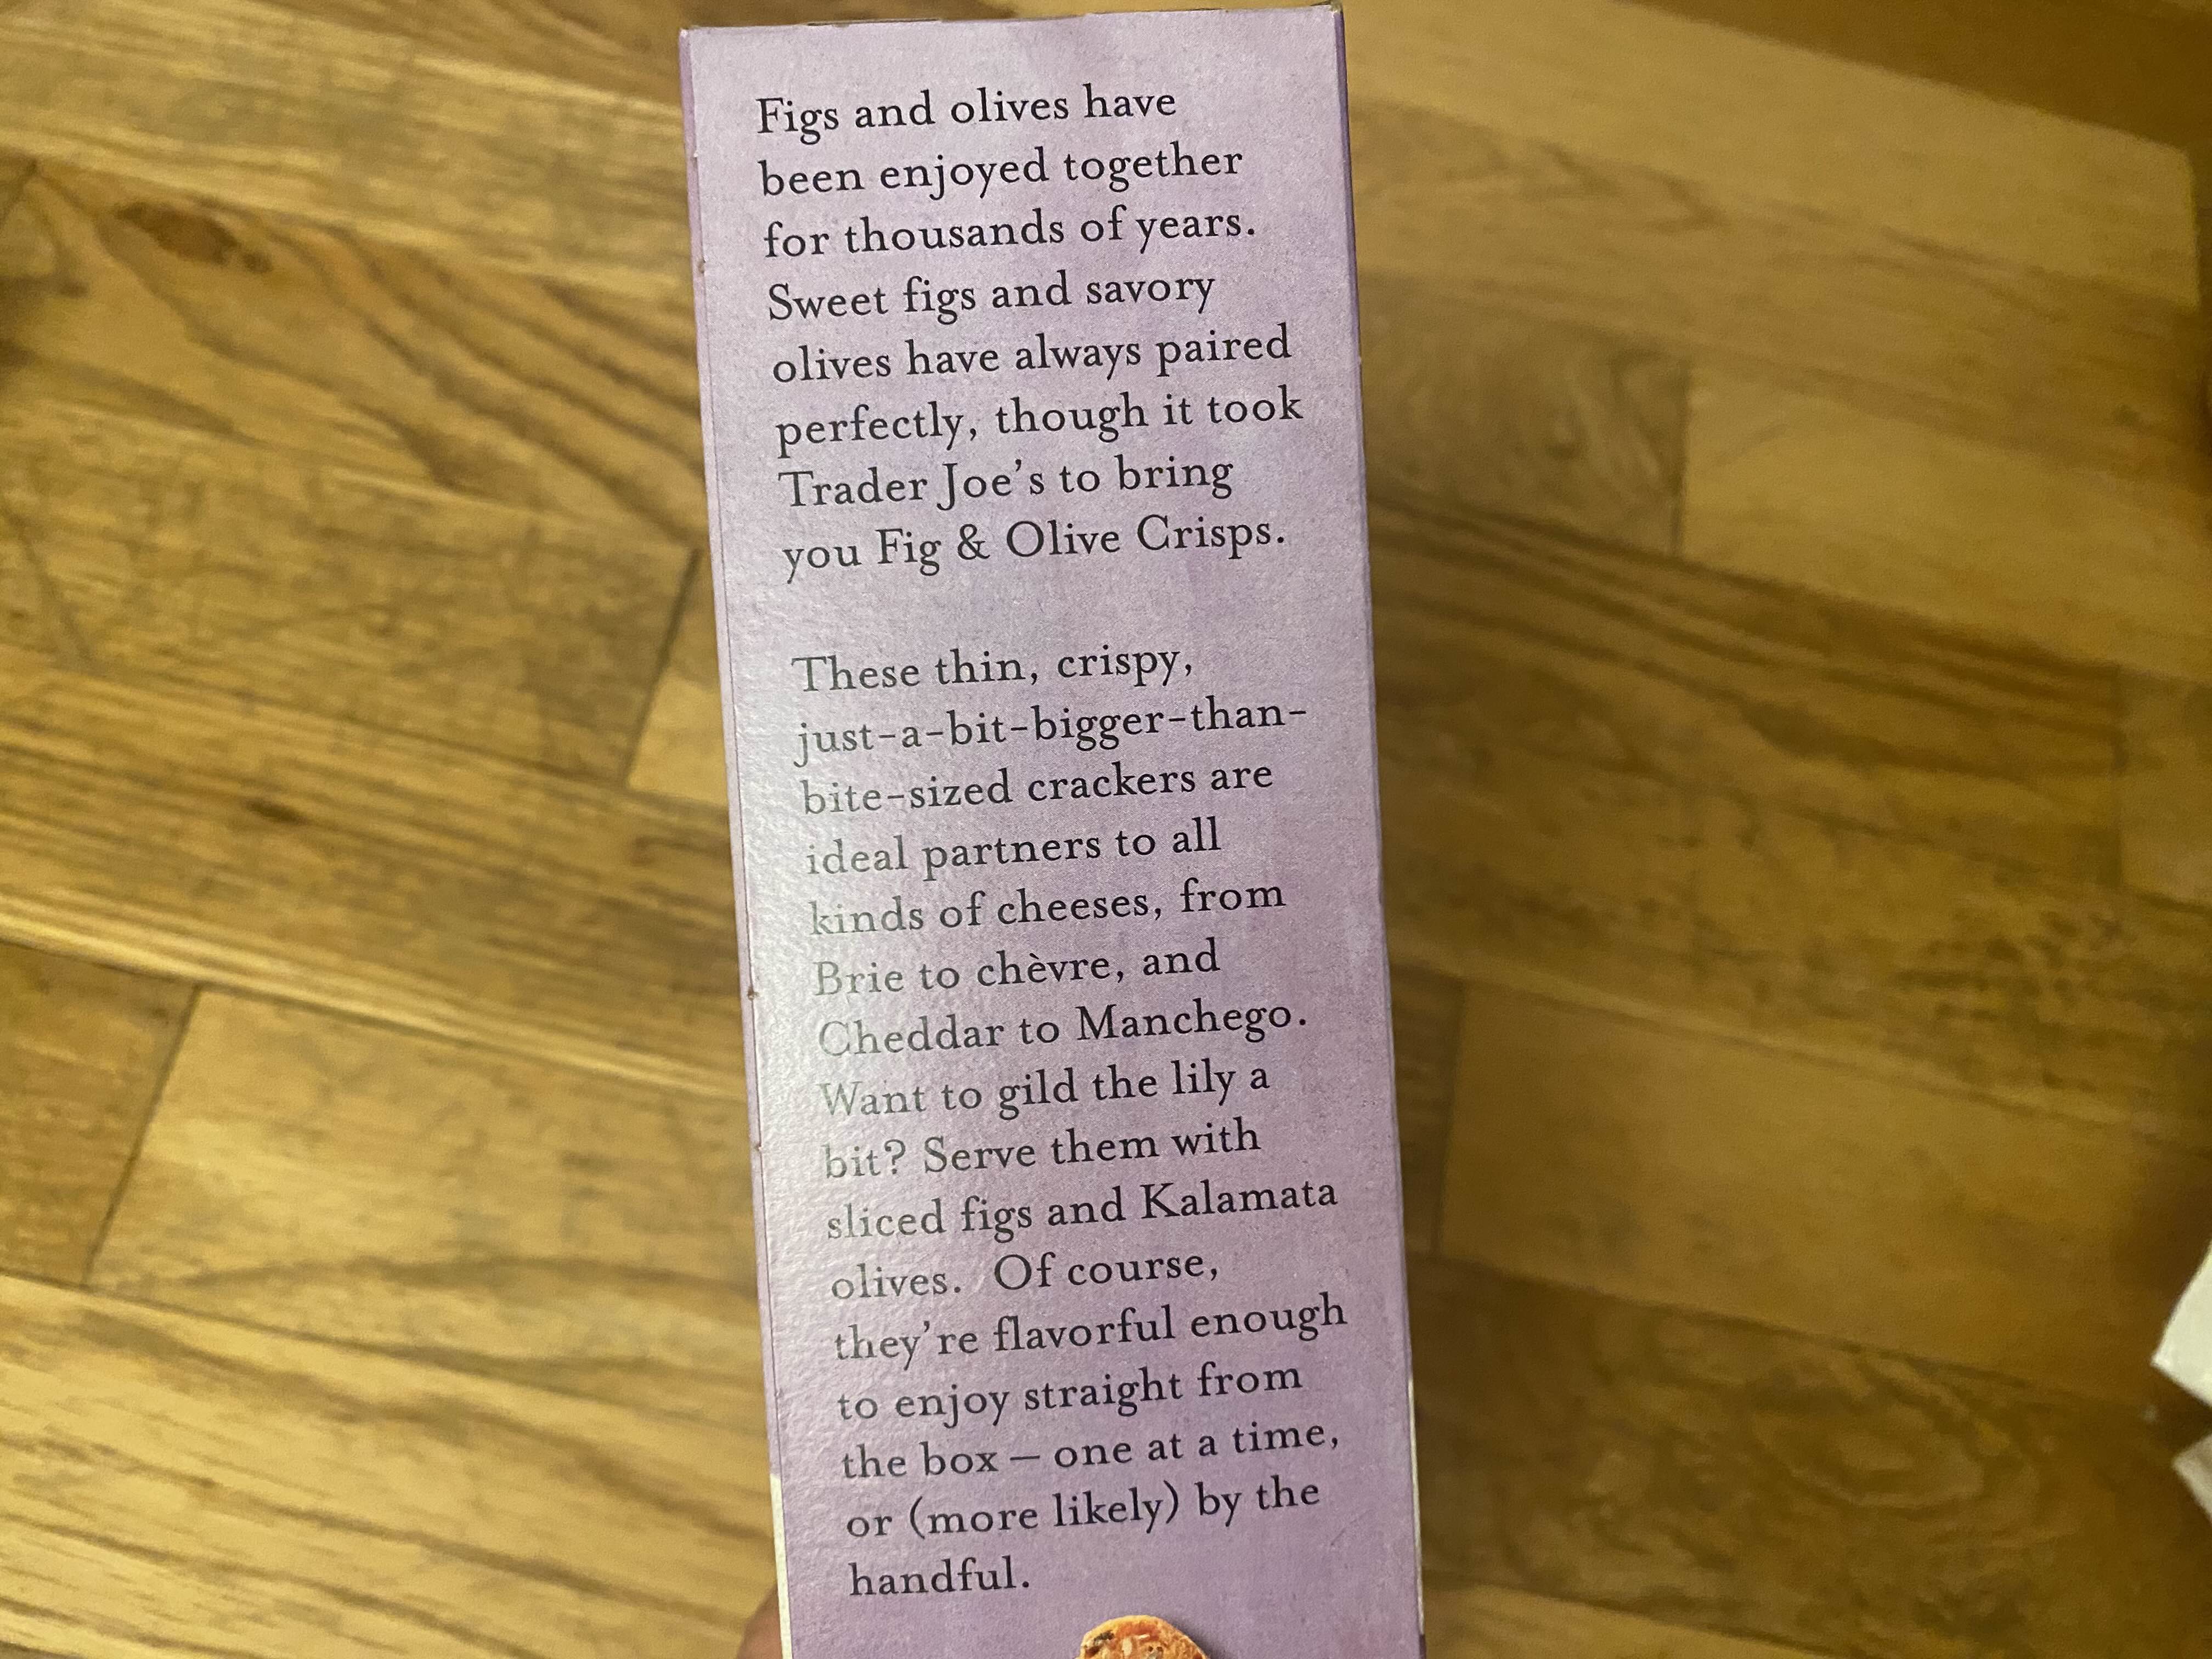 Figs and olives have
been enjoyed together
for thousands of years.
Sweet figs and savory
olives have always paired
perfectly, though it took
Trader Joe's to bring
you Fig & Olive Crisps.
These thin, crispy,
just-a-bit-bigger-than-
bite-sized crackers are
ideal partners to all
kinds of cheeses, from
Brie to chèvre, and
Cheddar to Manchego.
Want to gild the lily a
bit? Serve them with
sliced figs and Kalamata
olives.  Of course,
they're flavorful enough
to enjoy straight from
the box – one at a time,
or (more likely) by the
handful.